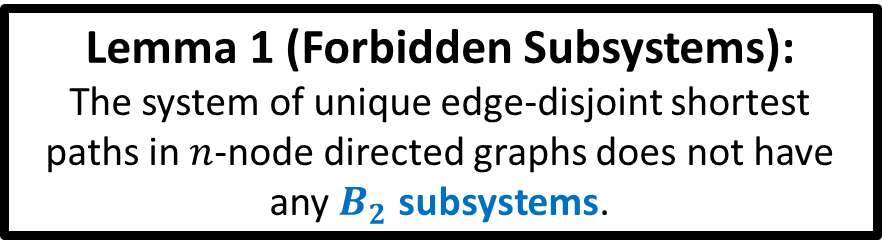 Lemma 1 (Forbidden Subsystems):
The system of unique edge-disjoint shortest
paths in n-node directed graphs does not have
any B₂ subsystems.